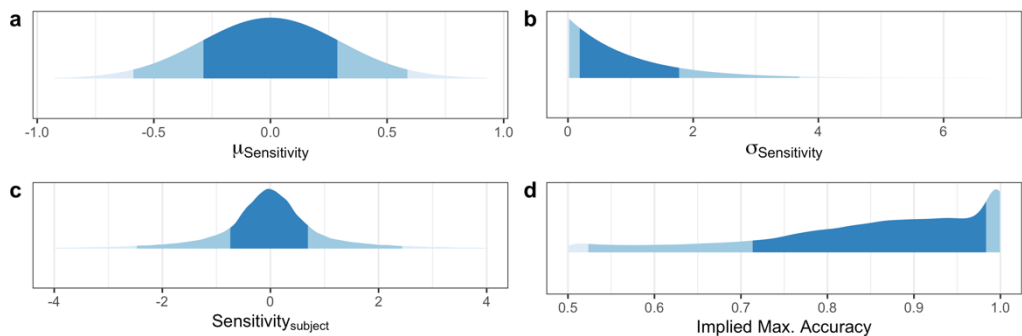 a
-1.0 -0.5 0.0 0.5 1.0
μSensitivity
b
0 2 4 6
σSensitivity
c
-4 -2 0 2 4
Sensitivitysubject
d
0.5 0.6 0.7 0.8 0.9 1.0
Implied Max. Accuracy